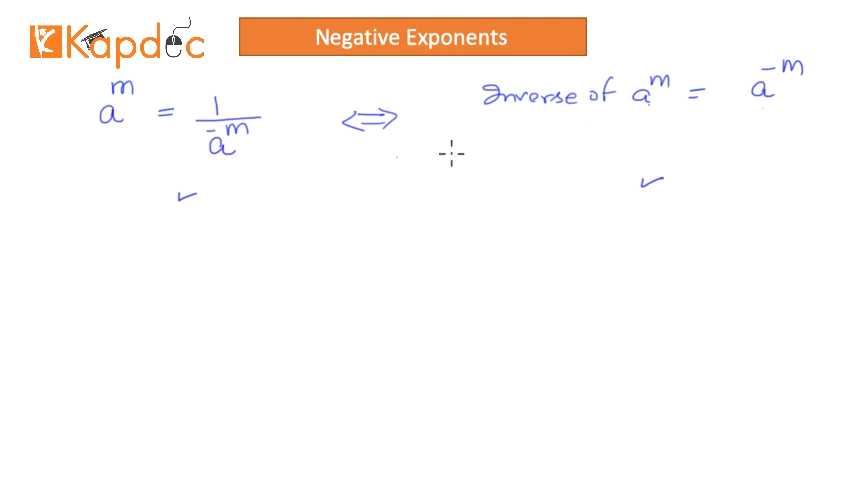 Kapdec
Negative Exponents
a^m = 1/a^-m ⇔ Inverse of a^m = a^-m
✓ ✓